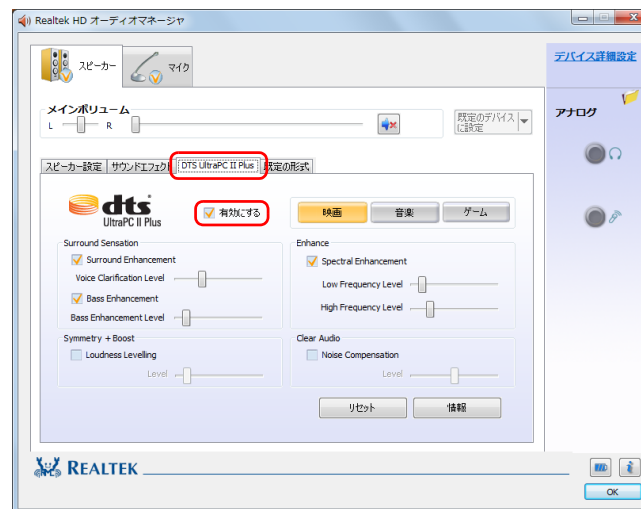 Realtek HD オーディオマネージャ
スピーカー
マイク
デバイス詳細設定
メインボリューム
L
R
既定のデバイス
に設定
アナログ
スピーカー設定
サウンドエフェクト
DTS UltraPC II Plus
既定の形式
dts
UltraPC II Plus
有効にする
映画
音楽
ゲーム
Surround Sensation
Surround Enhancement
Voice Clarification Level
Bass Enhancement
Bass Enhancement Level
Enhance
Spectral Enhancement
Low Frequency Level
High Frequency Level
Symmetry + Boost
Loudness Levelling
Level
Clear Audio
Noise Compensation
Level
リセット
情報
REALTEK
OK